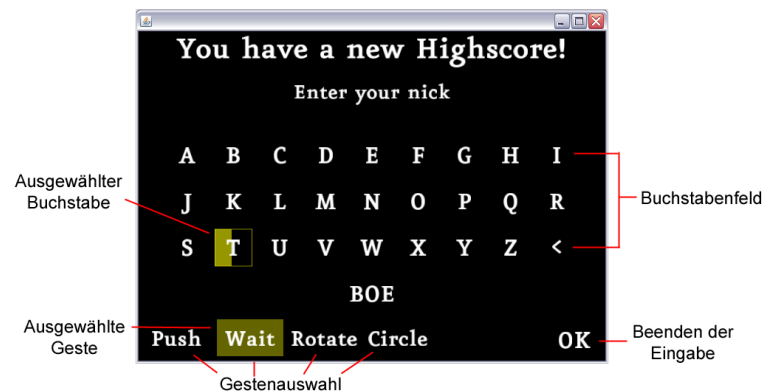 You have a new Highscore!
Enter your nick
A B C D E F G H I
J K L M N O P Q R
S T U V W X Y Z <
BOE
Push Wait Rotate Circle OK
Ausgewählter
Buchstabe
Buchstabenfeld
Ausgewählte
Geste
Gestenauswahl
Beenden der
Eingabe